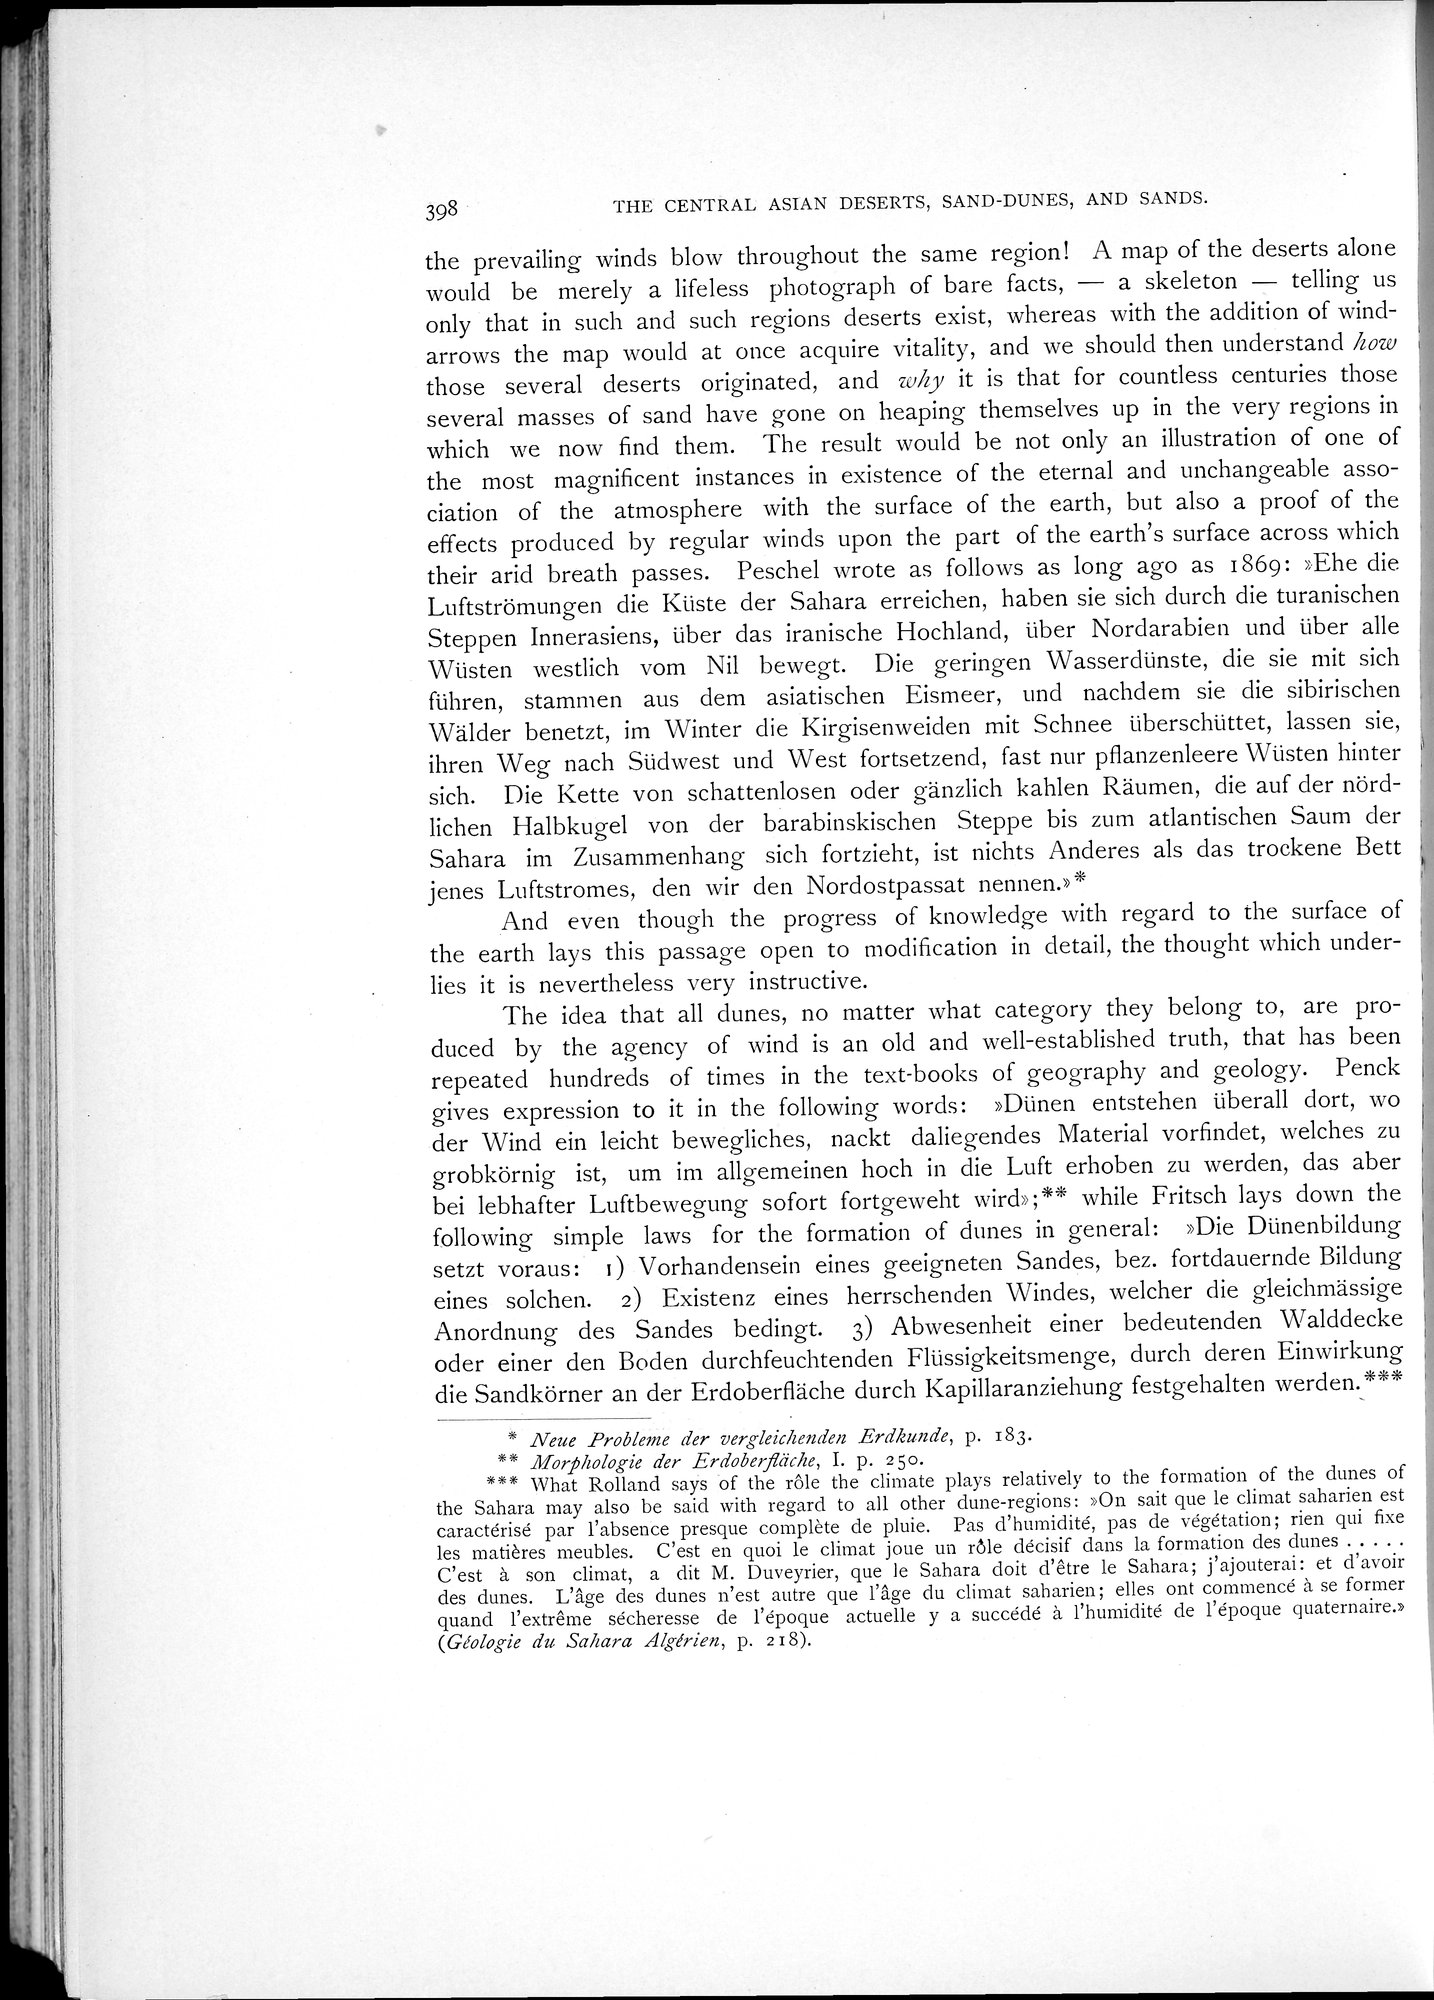 398 THE CENTRAL ASIAN DESERTS, SAND-DUNES, AND SANDS.
the prevailing winds blow throughout the same region! A map of the deserts alone
would be merely a lifeless photograph of bare facts, — a skeleton — telling us
only that in such and such regions deserts exist, whereas with the addition of wind-
arrows the map would at once acquire vitality, and we should then understand how
those several deserts originated, and why it is that for countless centuries those
several masses of sand have gone on heaping themselves up in the very regions in
which we now find them. The result would be not only an illustration of one of
the most magnificent instances in existence of the eternal and unchangeable asso-
ciation of the atmosphere with the surface of the earth, but also a proof of the
effects produced by regular winds upon the part of the earth's surface across which
their arid breath passes. Peschel wrote as follows as long ago as 1869: »Ehe die
Luftströmungen die Küste der Sahara erreichen, haben sie sich durch die turanischen
Steppen Innerasiens, über das iranische Hochland, über Nordarabien und über alle
Wüsten westlich vom Nil bewegt. Die geringen Wasserdünste, die sie mit sich
führen, stammen aus dem asiatischen Eismeer, und nachdem sie die sibirischen
Wälder benetzt, im Winter die Kirgisenweiden mit Schnee überschüttet, lassen sie,
ihren Weg nach Südwest und West fortsetzend, fast nur pflanzenleere Wüsten hinter
sich. Die Kette von schattenlosen oder gänzlich kahlen Räumen, die auf der nörd-
lichen Halbkugel von der barabinskischen Steppe bis zum atlantischen Saum der
Sahara im Zusammenhang sich fortzieht, ist nichts Anderes als das trockene Bett
jenes Luftstromes, den wir den Nordostpassat nennen.»*
And even though the progress of knowledge with regard to the surface of
the earth lays this passage open to modification in detail, the thought which under-
lies it is nevertheless very instructive.
The idea that all dunes, no matter what category they belong to, are pro-
duced by the agency of wind is an old and well-established truth, that has been
repeated hundreds of times in the text-books of geography and geology. Penck
gives expression to it in the following words: »Dünen entstehen überall dort, wo
der Wind ein leicht bewegliches, nackt daliegendes Material vorfindet, welches zu
grobkörnig ist, um im allgemeinen hoch in die Luft erhoben zu werden, das aber
bei lebhafter Luftbewegung sofort fortgeweht wird»;** while Fritsch lays down the
following simple laws for the formation of dunes in general: »Die Dünenbildung
setzt voraus: 1) Vorhandensein eines geeigneten Sandes, bez. fortdauernde Bildung
eines solchen. 2) Existenz eines herrschenden Windes, welcher die gleichmässige
Anordnung des Sandes bedingt. 3) Abwesenheit einer bedeutenden Walddecke
oder einer den Boden durchfeuchtenden Flüssigkeitsmenge, durch deren Einwirkung
die Sandkörner an der Erdoberfläche durch Kapillaranziehung festgehalten werden.***
* Neue Probleme der vergleichenden Erdkunde, p. 183.
** Morphologie der Erdoberfläche, I. p. 250.
*** What Rolland says of the rôle the climate plays relatively to the formation of the dunes of
the Sahara may also be said with regard to all other dune-regions: »On sait que le climat saharien est
caractérisé par l'absence presque complète de pluie. Pas d'humidité, pas de végétation; rien qui fixe
les matières meubles. C'est en quoi le climat joue un rôle décisif dans la formation des dunes . . . . .
C'est à son climat, a dit M. Duveyrier, que le Sahara doit d'être le Sahara; j'ajouterai: et d'avoir
des dunes. L'âge des dunes n'est autre que l'âge du climat saharien; elles ont commencé à se former
quand l'extrême sécheresse de l'époque actuelle y a succédé à l'humidité de l'époque quaternaire.»
(Géologie du Sahara Algérien, p. 218).